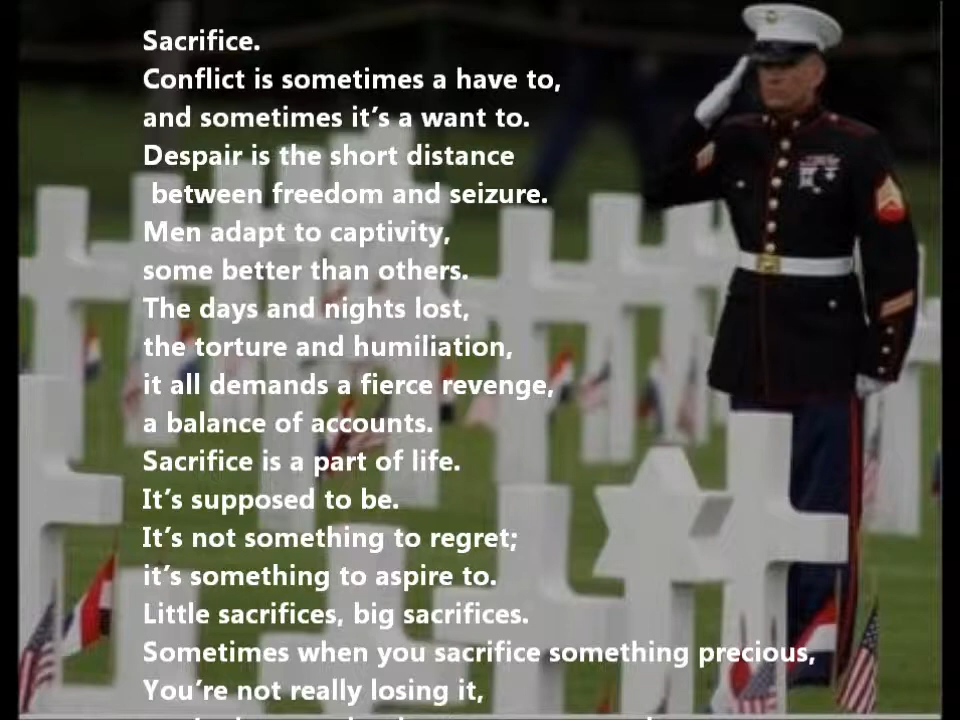 Sacrifice.
Conflict is sometimes a have to,
and sometimes it’s a want to.
Despair is the short distance
between freedom and seizure.
Men adapt to captivity,
some better than others.
The days and nights lost,
the torture and humiliation,
it all demands a fierce revenge,
a balance of accounts.
Sacrifice is a part of life.
It’s supposed to be.
It’s not something to regret;
it’s something to aspire to.
Little sacrifices, big sacrifices.
Sometimes when you sacrifice something precious,
You’re not really losing it,